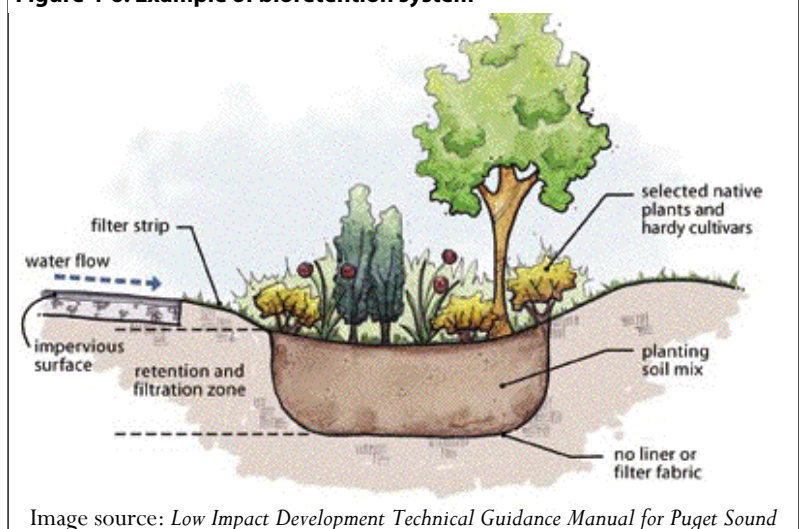 Figure 4-6. Example of bioretention system
selected native
plants and
hardy cultivars
filter strip
water flow
impervious
surface
retention and
filtration zone
planting
soil mix
no liner or
filter fabric
Image source: Low Impact Development Technical Guidance Manual for Puget Sound